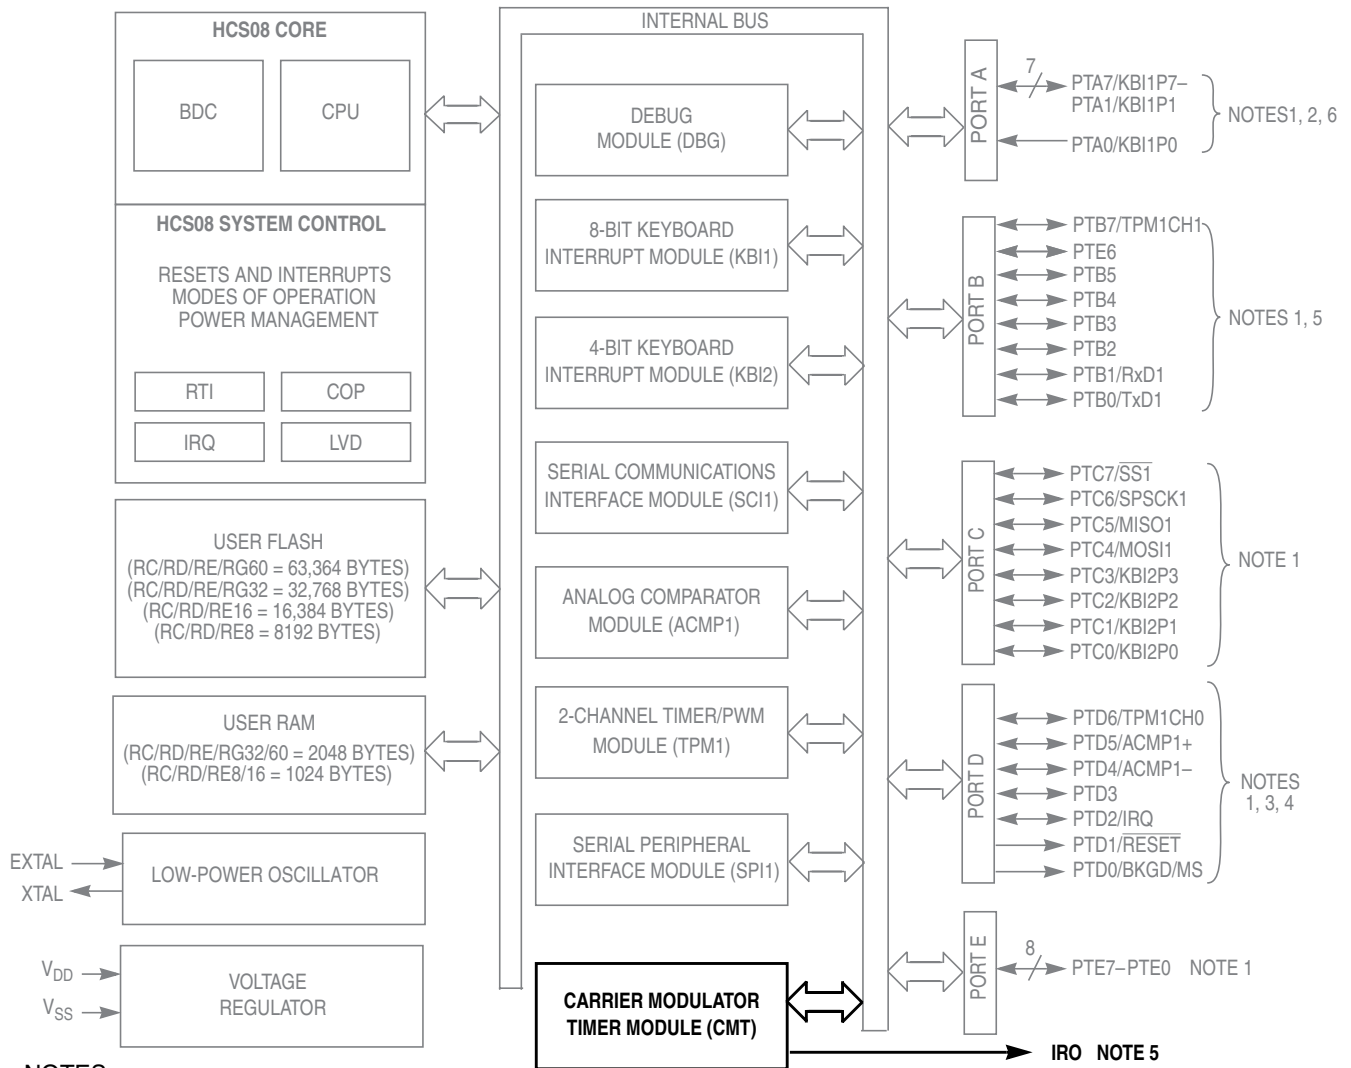 HCS08 CORE
BDC
CPU
HCS08 SYSTEM CONTROL
RESETS AND INTERRUPTS
MODES OF OPERATION
POWER MANAGEMENT
RTI
COP
IRQ
LVD
USER FLASH
(RC/RD/RE/RG60 = 63,364 BYTES)
(RC/RD/RE/RG32 = 32,768 BYTES)
(RC/RD/RE16 = 16,384 BYTES)
(RC/RD/RE8 = 8192 BYTES)
USER RAM
(RC/RD/RE/RG32/60 = 2048 BYTES)
(RC/RD/RE8/16 = 1024 BYTES)
EXTAL
XTAL
LOW-POWER OSCILLATOR
VDD
VSS
VOLTAGE
REGULATOR
INTERNAL BUS
DEBUG
MODULE (DBG)
8-BIT KEYBOARD
INTERRUPT MODULE (KBI1)
4-BIT KEYBOARD
INTERRUPT MODULE (KBI2)
SERIAL COMMUNICATIONS
INTERFACE MODULE (SCI1)
ANALOG COMPARATOR
MODULE (ACMP1)
2-CHANNEL TIMER/PWM
MODULE (TPM1)
SERIAL PERIPHERAL
INTERFACE MODULE (SPI1)
CARRIER MODULATOR
TIMER MODULE (CMT)
PORT A
7
PTA7/KBI1P7–
PTA1/KBI1P1
PTA0/KBI1P0
NOTES1, 2, 6
PORT B
PTB7/TPM1CH1
PTE6
PTB5
PTB4
PTB3
PTB2
PTB1/RxD1
PTB0/TxD1
NOTES 1, 5
PORT C
PTC7/SS1
PTC6/SPSCK1
PTC5/MISO1
PTC4/MOSI1
PTC3/KBI2P3
PTC2/KBI2P2
PTC1/KBI2P1
PTC0/KBI2P0
NOTE 1
PORT D
PTD6/TPM1CH0
PTD5/ACMP1+
PTD4/ACMP1–
PTD3
PTD2/IRQ
PTD1/RESET
PTD0/BKGD/MS
NOTES
1, 3, 4
PORT E
8
PTE7–PTE0 NOTE 1
IRO NOTE 5